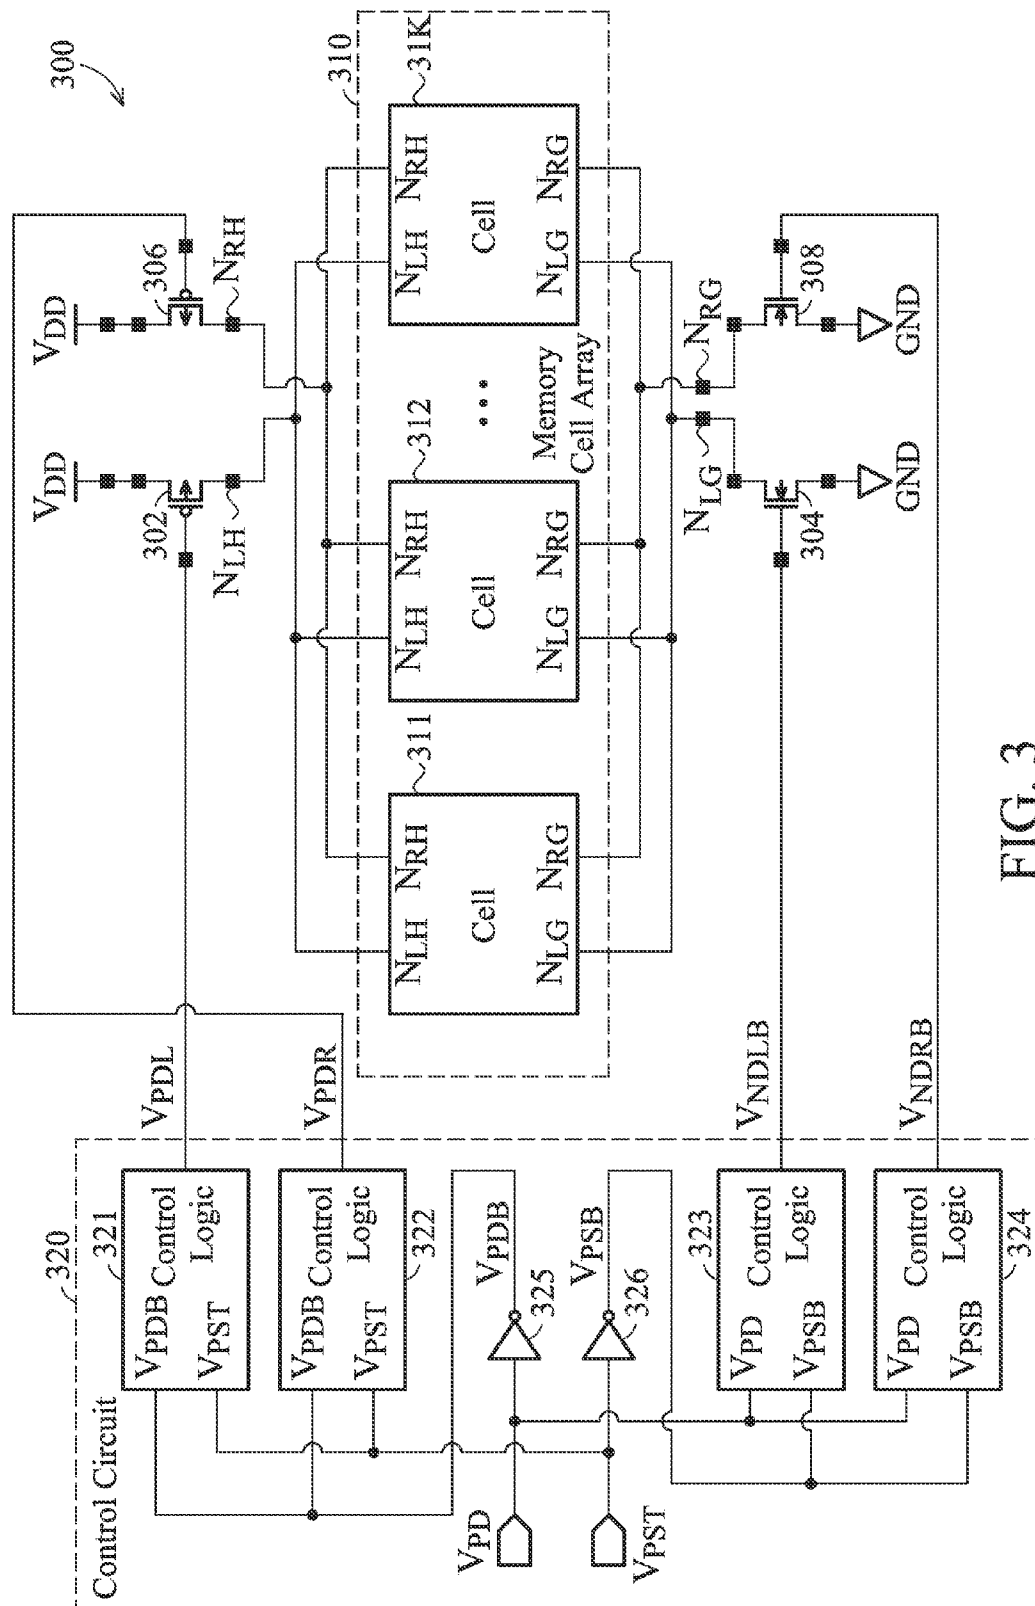 300
Control Circuit
320
321
V_PDB
Control
Logic
V_PST
V_PDL
322
V_PDB
Control
Logic
V_PST
V_PDR
V_PD
325
V_PDB
V_PST
326
V_PSB
323
V_PD
Control
Logic
V_PSB
V_NDLB
324
V_PD
Control
Logic
V_PSB
V_NDRB
V_DD
302
N_LH
V_DD
306
N_RH
310
311
N_LH
N_RH
Cell
N_LG
N_RG
312
N_LH
N_RH
Cell
N_LG
N_RG
Memory
Cell Array
31K
N_LH
N_RH
Cell
N_LG
N_RG
N_LG
304
GND
N_RG
308
GND
FIG. 3